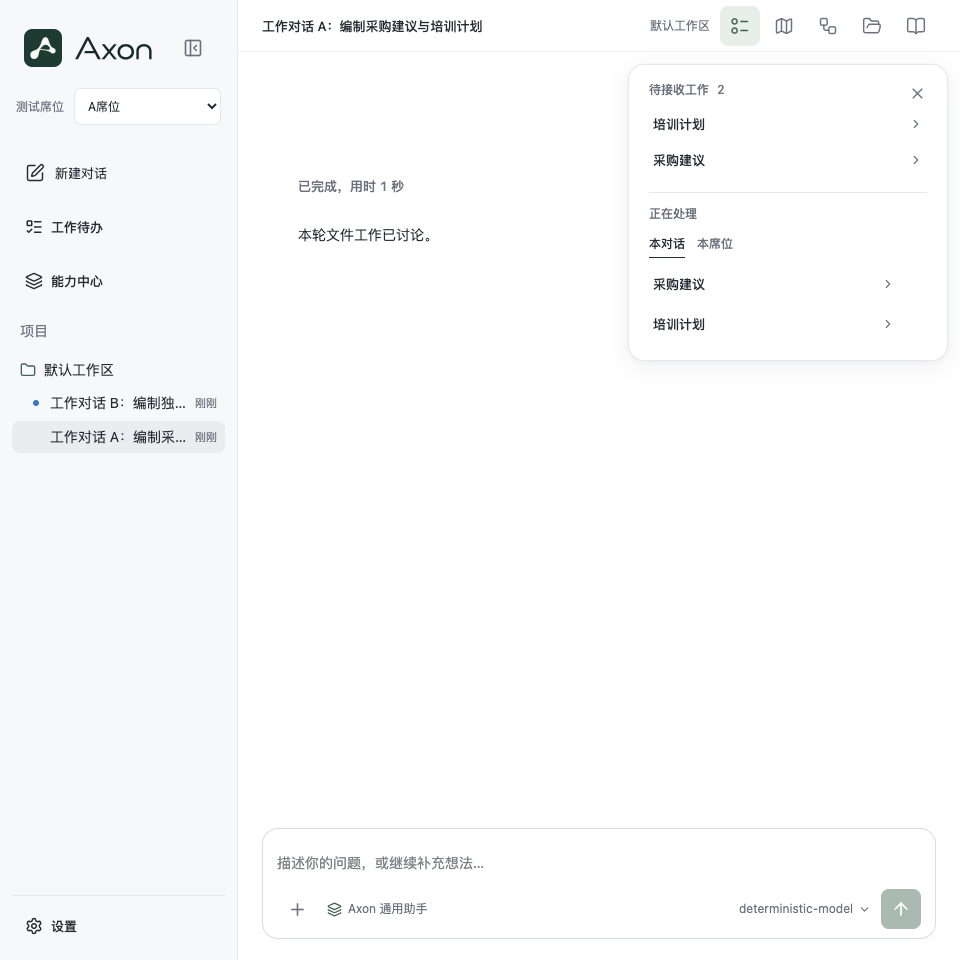 Axon
测试席位
A席位
新建对话
工作待办
能力中心
项目
默认工作区
工作对话 B：编制独... 刚刚
工作对话 A：编制采... 刚刚
设置
工作对话 A：编制采购建议与培训计划
默认工作区
已完成，用时 1 秒
本轮文件工作已讨论。
待接收工作 2
培训计划
采购建议
正在处理
本对话 本席位
采购建议
培训计划
描述你的问题，或继续补充想法...
Axon 通用助手
deterministic-model